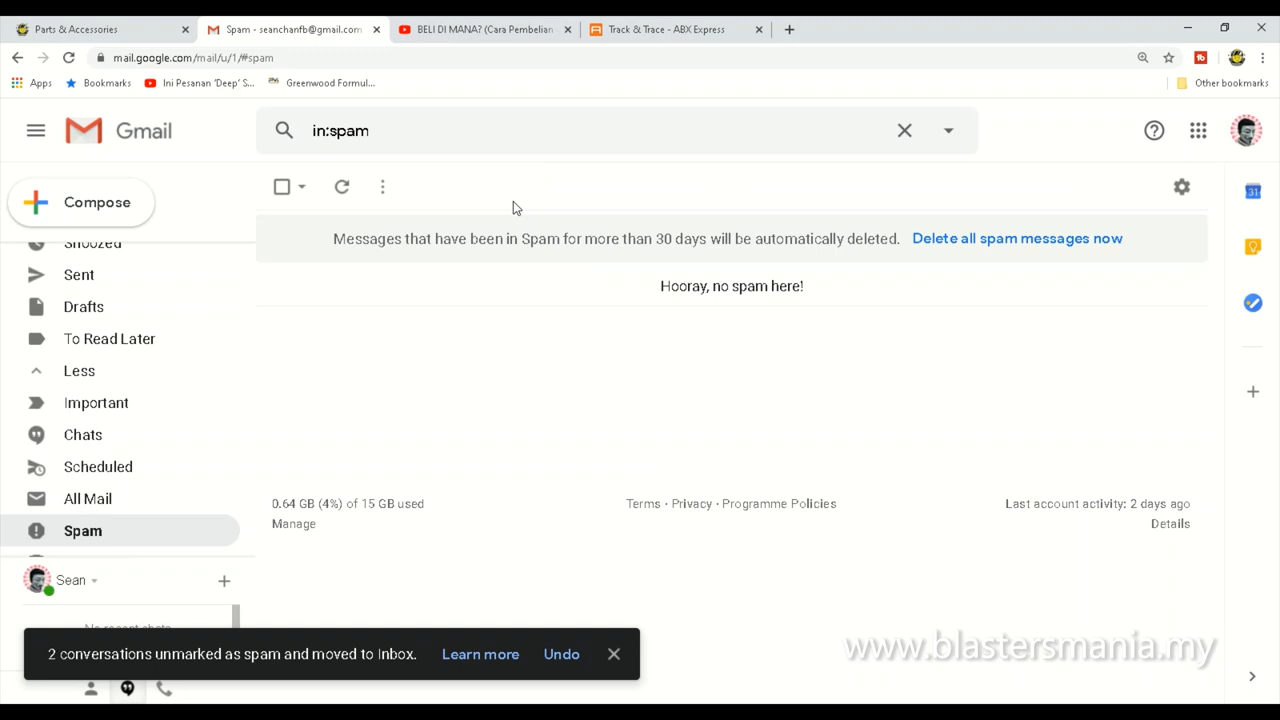 Parts & Accessories
Spam - seanchanfb@gmail.com
BELI DI MANA? (Cara Pembelian
Track & Trace - ABX Express
mail.google.com/mail/u/1/#spam
Apps
Bookmarks
Ini Pesanan 'Deep' S...
Greenwood Formul...
Other bookmarks
Gmail
in:spam
Compose
Messages that have been in Spam for more than 30 days will be automatically deleted. Delete all spam messages now
Hooray, no spam here!
Snoozed
Sent
Drafts
To Read Later
Less
Important
Chats
Scheduled
All Mail
Spam
0.64 GB (4%) of 15 GB used
Manage
Terms · Privacy · Programme Policies
Last account activity: 2 days ago
Details
Sean
No recent chats
2 conversations unmarked as spam and moved to Inbox. Learn more Undo
www.blastersmania.my
31